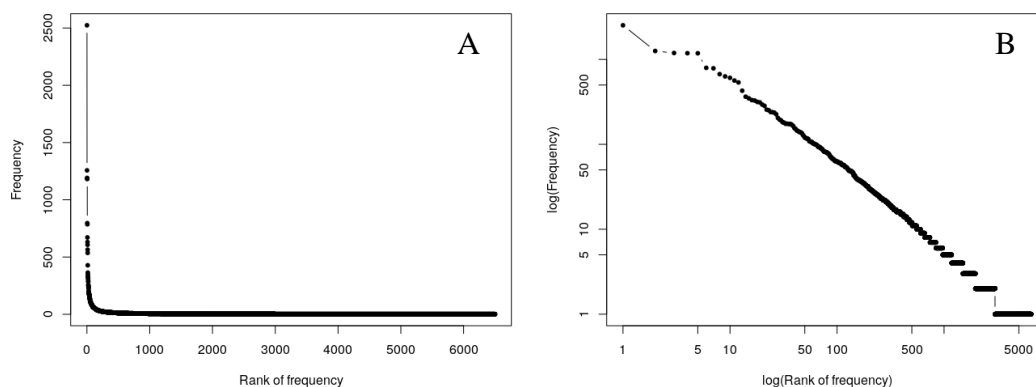 A
Frequency
2500
2000
1500
1000
500
0
0 1000 2000 3000 4000 5000 6000
Rank of frequency
B
log(Frequency)
500
50
10
5
1
1 5 10 50 100 500 5000
log(Rank of frequency)